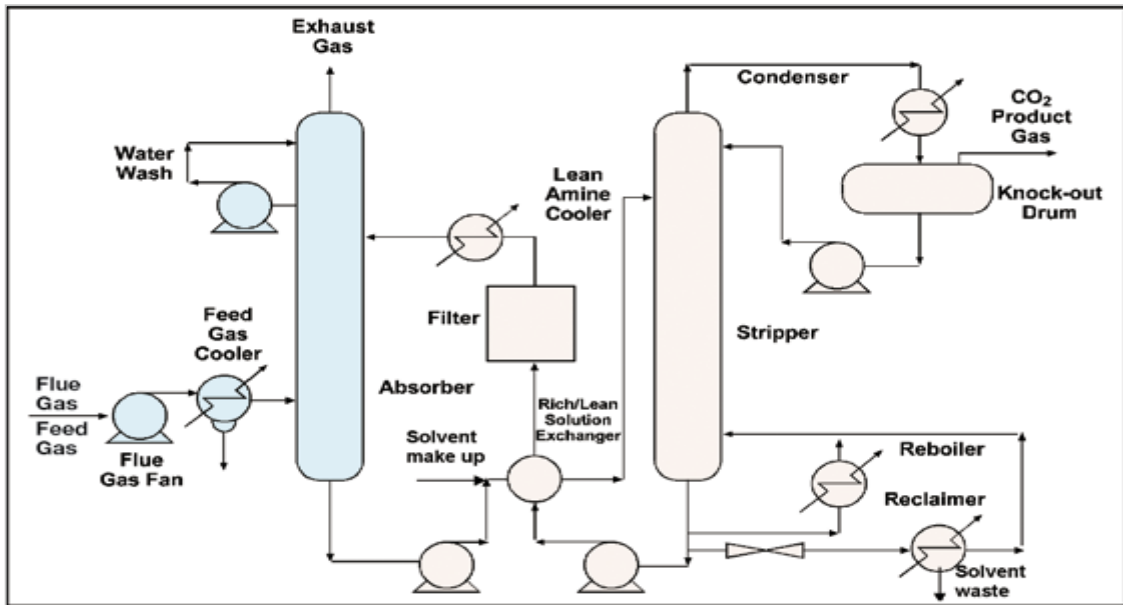 Exhaust
Gas
Condenser
CO₂
Product
Gas
Water
Wash
Lean
Amine
Cooler
Knock-out
Drum
Feed
Gas
Cooler
Filter
Stripper
Flue
Gas
Feed
Gas
Absorber
Rich/Lean
Solution
Exchanger
Solvent
make up
Flue
Gas Fan
Reboiler
Reclaimer
Solvent
waste